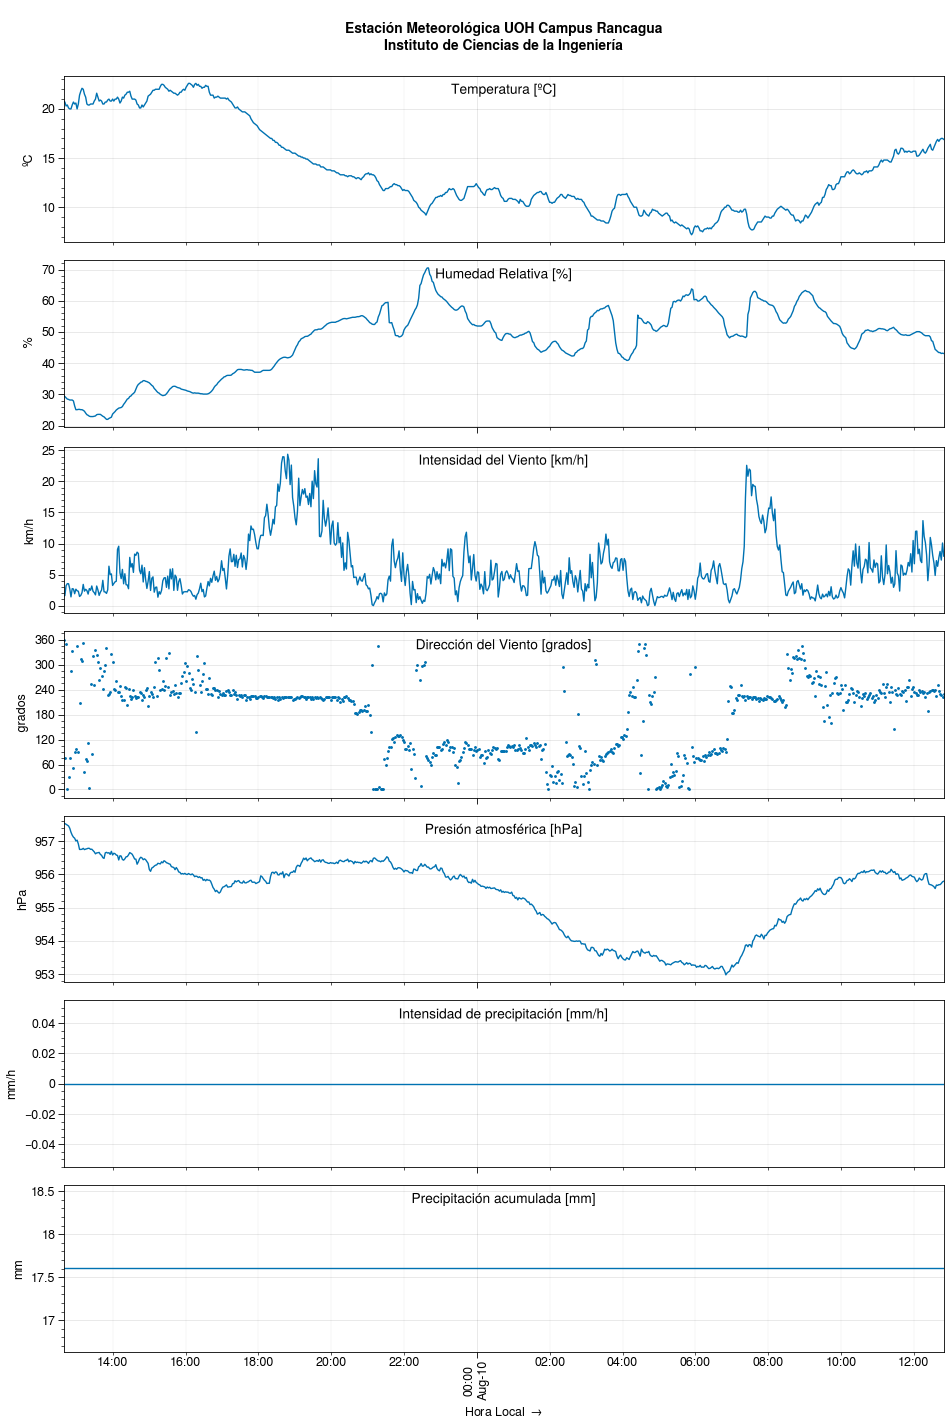 Estación Meteorológica UOH Campus Rancagua
Instituto de Ciencias de la Ingeniería
Temperatura [ºC]
20
15
10
ºC
Humedad Relativa [%]
70
60
50
40
30
20
%
Intensidad del Viento [km/h]
25
20
15
10
5
0
km/h
Dirección del Viento [grados]
360
300
240
180
120
60
0
grados
Presión atmosférica [hPa]
957
956
955
954
953
hPa
Intensidad de precipitación [mm/h]
0.04
0.02
0
−0.02
−0.04
mm/h
Precipitación acumulada [mm]
18.5
18
17.5
17
mm
14:00 16:00 18:00 20:00 22:00 00:00 02:00 04:00 06:00 08:00 10:00 12:00
Aug-10
Hora Local →